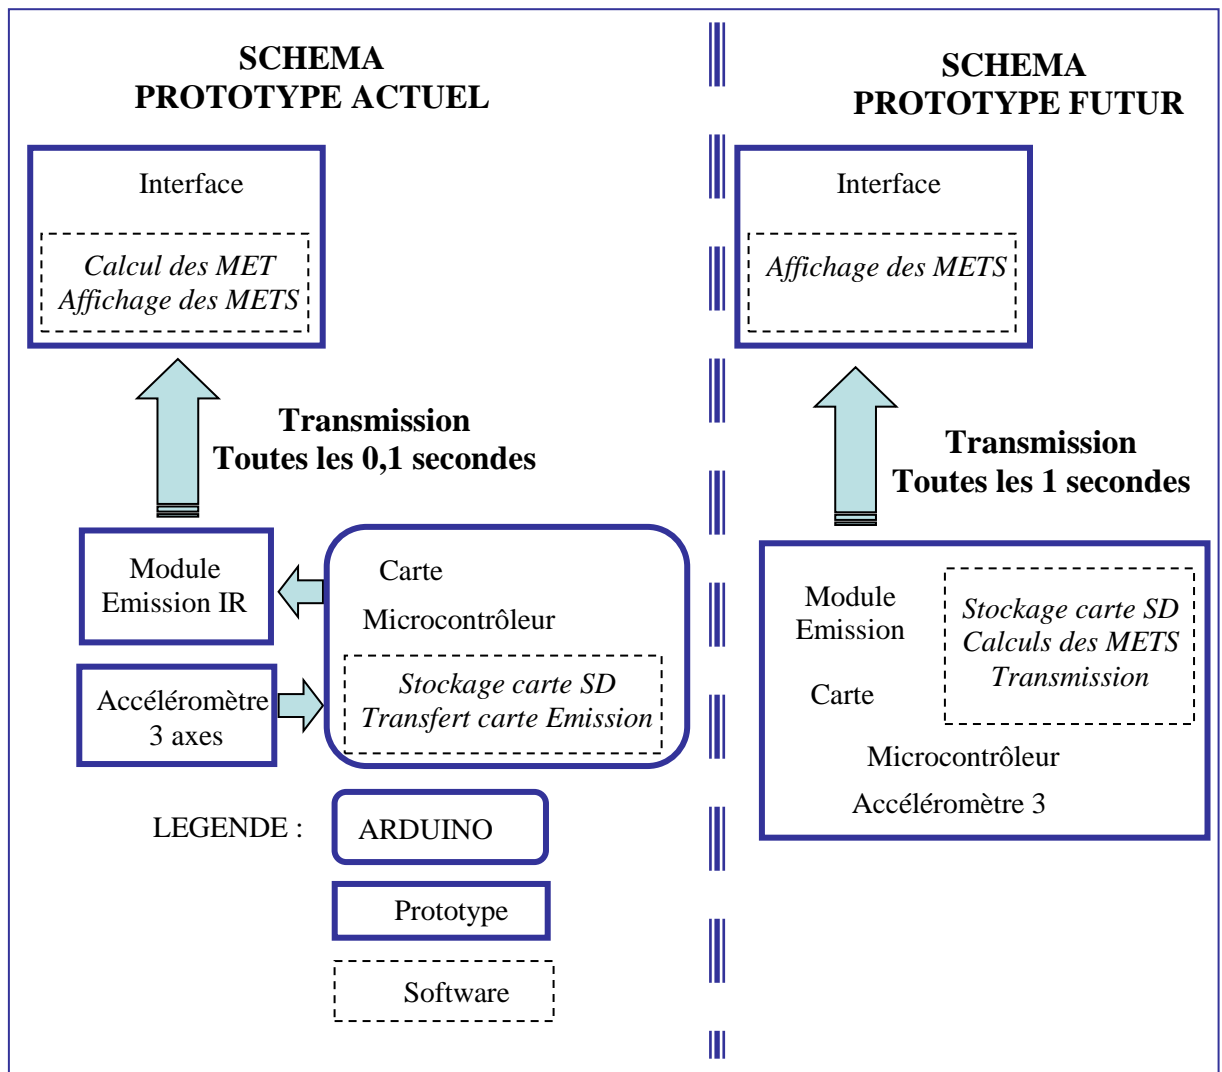 SCHEMA
PROTOTYPE ACTUEL
Interface
Calcul des MET
Affichage des METS
Transmission
Toutes les 0,1 secondes
Module
Emission IR
Carte
Microcontrôleur
Stockage carte SD
Transfert carte Emission
Accéléromètre
3 axes
LEGENDE :
ARDUINO
Prototype
Software
SCHEMA
PROTOTYPE FUTUR
Interface
Affichage des METS
Transmission
Toutes les 1 secondes
Module
Emission
Stockage carte SD
Calculs des METS
Transmission
Carte
Microcontrôleur
Accéléromètre 3